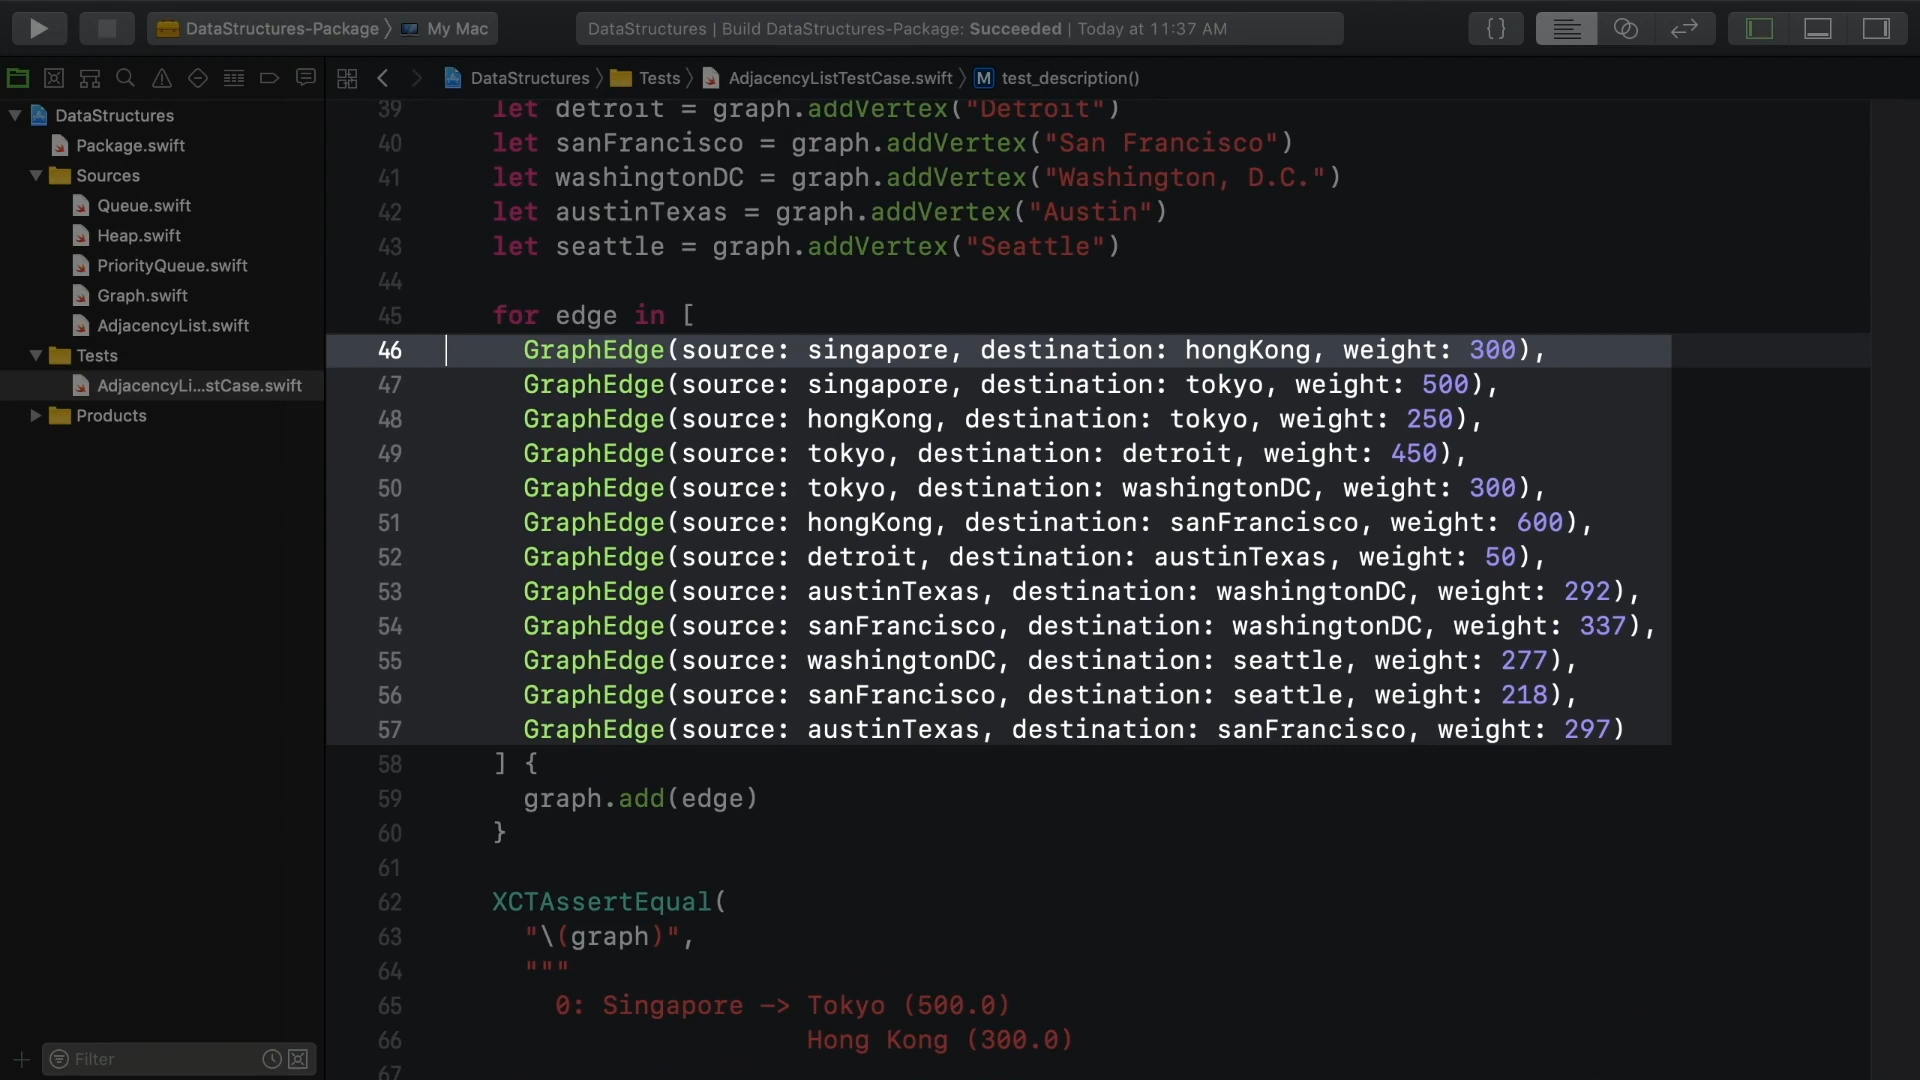 DataStructures-Package 〉 My Mac
DataStructures | Build DataStructures-Package: Succeeded | Today at 11:37 AM
{ }
DataStructures 〉 Tests 〉 AdjacencyListTestCase.swift 〉 M test_description()
DataStructures
Package.swift
Sources
Queue.swift
Heap.swift
PriorityQueue.swift
Graph.swift
AdjacencyList.swift
Tests
AdjacencyLi...stCase.swift
Products
Filter
39 let detroit = graph.addVertex("Detroit")
40 let sanFrancisco = graph.addVertex("San Francisco")
41 let washingtonDC = graph.addVertex("Washington, D.C.")
42 let austinTexas = graph.addVertex("Austin")
43 let seattle = graph.addVertex("Seattle")
44
45 for edge in [
46 GraphEdge(source: singapore, destination: hongKong, weight: 300),
47 GraphEdge(source: singapore, destination: tokyo, weight: 500),
48 GraphEdge(source: hongKong, destination: tokyo, weight: 250),
49 GraphEdge(source: tokyo, destination: detroit, weight: 450),
50 GraphEdge(source: tokyo, destination: washingtonDC, weight: 300),
51 GraphEdge(source: hongKong, destination: sanFrancisco, weight: 600),
52 GraphEdge(source: detroit, destination: austinTexas, weight: 50),
53 GraphEdge(source: austinTexas, destination: washingtonDC, weight: 292),
54 GraphEdge(source: sanFrancisco, destination: washingtonDC, weight: 337),
55 GraphEdge(source: washingtonDC, destination: seattle, weight: 277),
56 GraphEdge(source: sanFrancisco, destination: seattle, weight: 218),
57 GraphEdge(source: austinTexas, destination: sanFrancisco, weight: 297)
58 ] {
59 graph.add(edge)
60 }
61
62 XCTAssertEqual(
63 "\(graph)",
64 """
65 0: Singapore —> Tokyo (500.0)
66 Hong Kong (300.0)
67